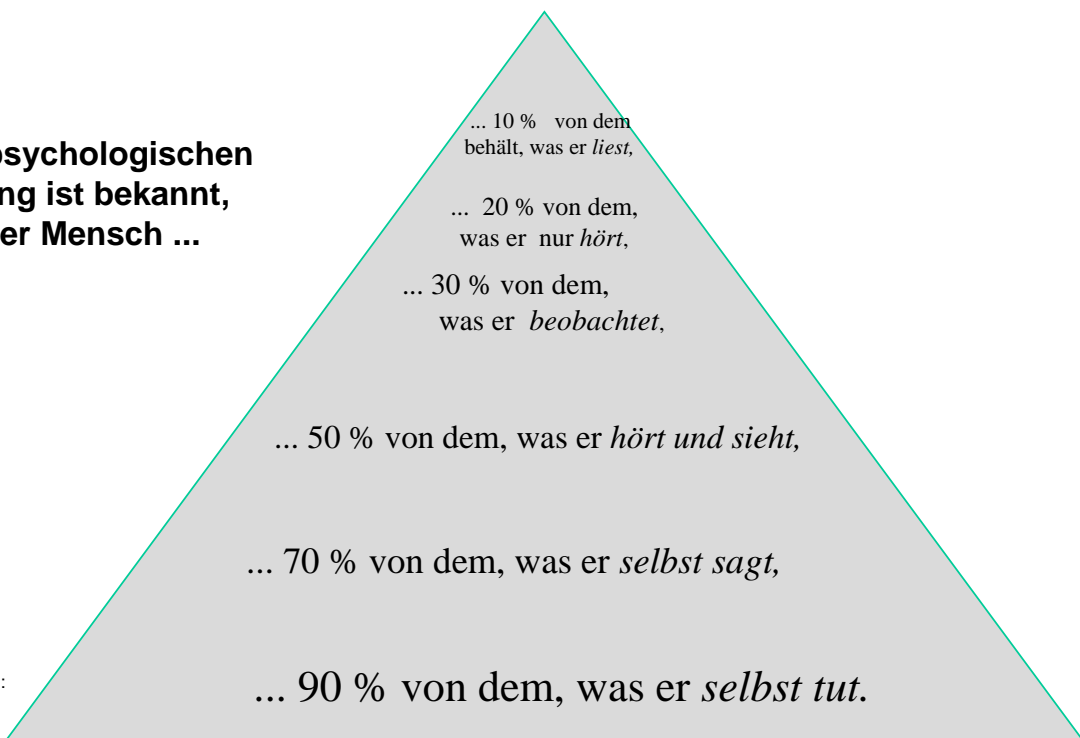 psychologischen
ng ist bekannt,
er Mensch ...
... 10 % von dem
behält, was er liest,
... 20 % von dem,
was er nur hört,
... 30 % von dem,
was er beobachtet,
... 50 % von dem, was er hört und sieht,
... 70 % von dem, was er selbst sagt,
:
... 90 % von dem, was er selbst tut.